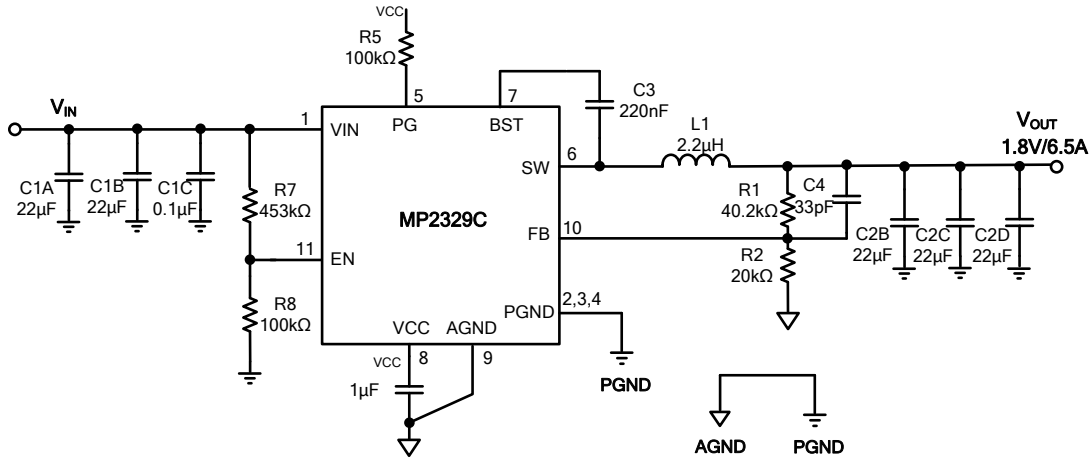 VCC
R5
100kΩ
5
7
C3
220nF
VIN
1
VIN
PG
BST
L1
2.2µH
VOUT
1.8V/6.5A
SW
6
C1A
22µF
C1B
22µF
C1C
0.1µF
R7
453kΩ
MP2329C
R1
40.2kΩ
C4
33pF
FB
10
C2B
22µF
C2C
22µF
C2D
22µF
11
EN
R2
20kΩ
R8
100kΩ
PGND
2,3,4
VCC
AGND
VCC
8
9
1µF
PGND
AGND
PGND